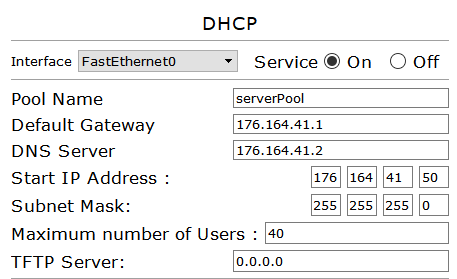 DHCP
Interface FastEthernet0 Service On Off
Pool Name serverPool
Default Gateway 176.164.41.1
DNS Server 176.164.41.2
Start IP Address : 176 164 41 50
Subnet Mask: 255 255 255 0
Maximum number of Users : 40
TFTP Server: 0.0.0.0